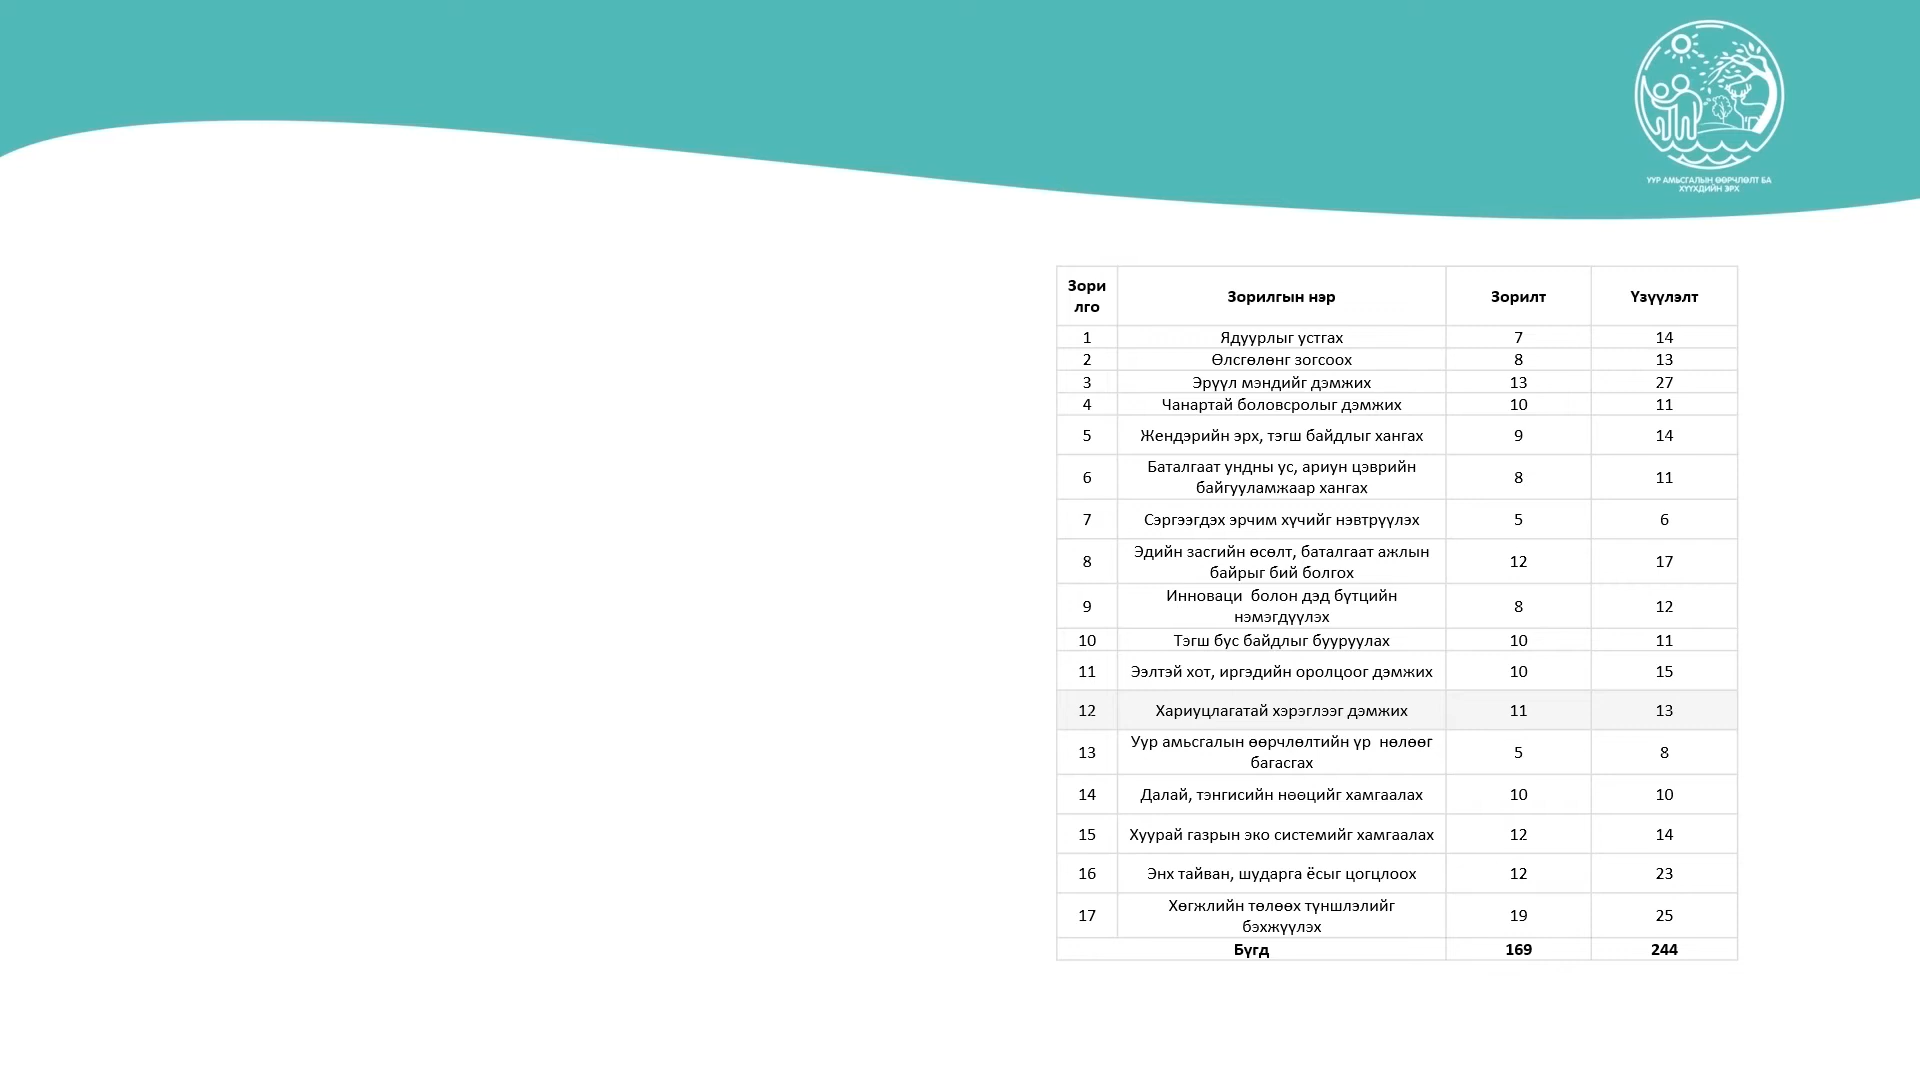 УУР АМЬСГАЛЫН ӨӨРЧЛӨЛТ БА
ХҮҮХДИЙН ЭРХ
Зори
лго
Зорилгын нэр
Зорилт
Үзүүлэлт
1 Ядуурлыг устгах 7 14
2 Өлсгөлөнг зогсоох 8 13
3 Эрүүл мэндийг дэмжих 13 27
4 Чанартай боловсролыг дэмжих 10 11
5 Жендэрийн эрх, тэгш байдлыг хангах 9 14
6 Баталгаат ундны ус, ариун цэврийн
байгууламжаар хангах 8 11
7 Сэргээгдэх эрчим хүчийг нэвтрүүлэх 5 6
8 Эдийн засгийн өсөлт, баталгаат ажлын
байрыг бий болгох 12 17
9 Инноваци  болон дэд бүтцийн
нэмэгдүүлэх 8 12
10 Тэгш бус байдлыг бууруулах 10 11
11 Ээлтэй хот, иргэдийн оролцоог дэмжих 10 15
12 Хариуцлагатай хэрэглээг дэмжих 11 13
13 Уур амьсгалын өөрчлөлтийн үр  нөлөөг
багасгах 5 8
14 Далай, тэнгисийн нөөцийг хамгаалах 10 10
15 Хуурай газрын эко системийг хамгаалах 12 14
16 Энх тайван, шударга ёсыг цогцлоох 12 23
17 Хөгжлийн төлөөх түншлэлийг
бэхжүүлэх 19 25
Бүгд 169 244